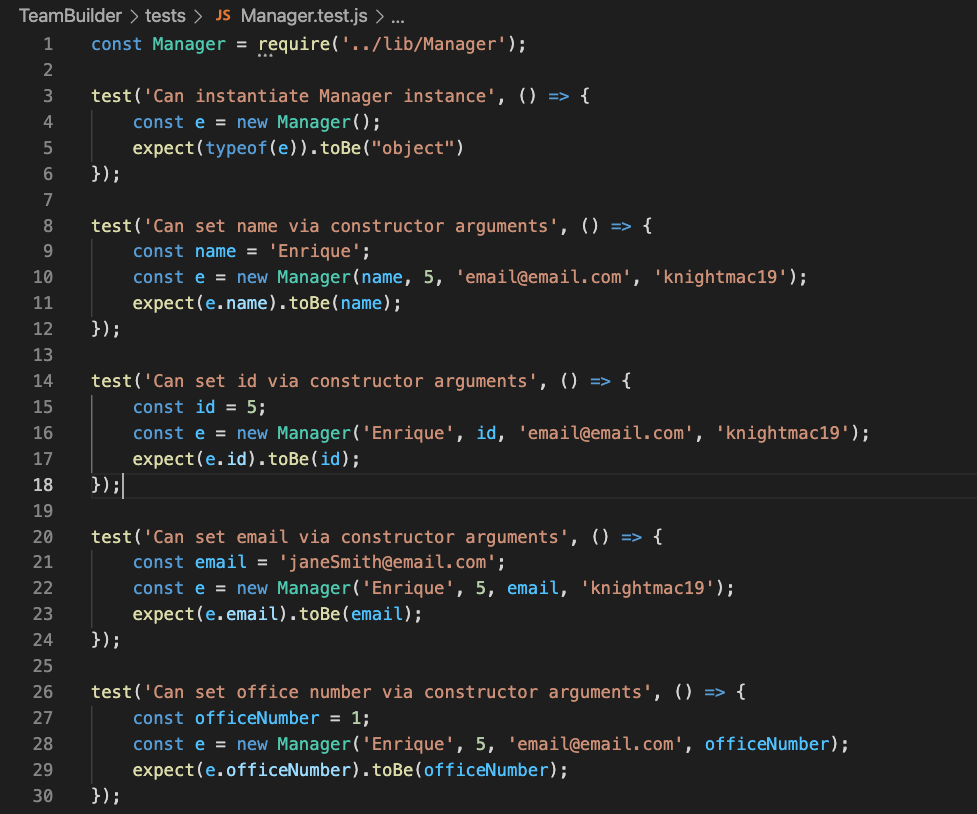 TeamBuilder > tests > JS Manager.test.js > ...
1 const Manager = require('../lib/Manager');
2
3 test('Can instantiate Manager instance', () => {
4     const e = new Manager();
5     expect(typeof(e)).toBe("object")
6 });
7
8 test('Can set name via constructor arguments', () => {
9     const name = 'Enrique';
10     const e = new Manager(name, 5, 'email@email.com', 'knightmac19');
11     expect(e.name).toBe(name);
12 });
13
14 test('Can set id via constructor arguments', () => {
15     const id = 5;
16     const e = new Manager('Enrique', id, 'email@email.com', 'knightmac19');
17     expect(e.id).toBe(id);
18 });
19
20 test('Can set email via constructor arguments', () => {
21     const email = 'janeSmith@email.com';
22     const e = new Manager('Enrique', 5, email, 'knightmac19');
23     expect(e.email).toBe(email);
24 });
25
26 test('Can set office number via constructor arguments', () => {
27     const officeNumber = 1;
28     const e = new Manager('Enrique', 5, 'email@email.com', officeNumber);
29     expect(e.officeNumber).toBe(officeNumber);
30 });